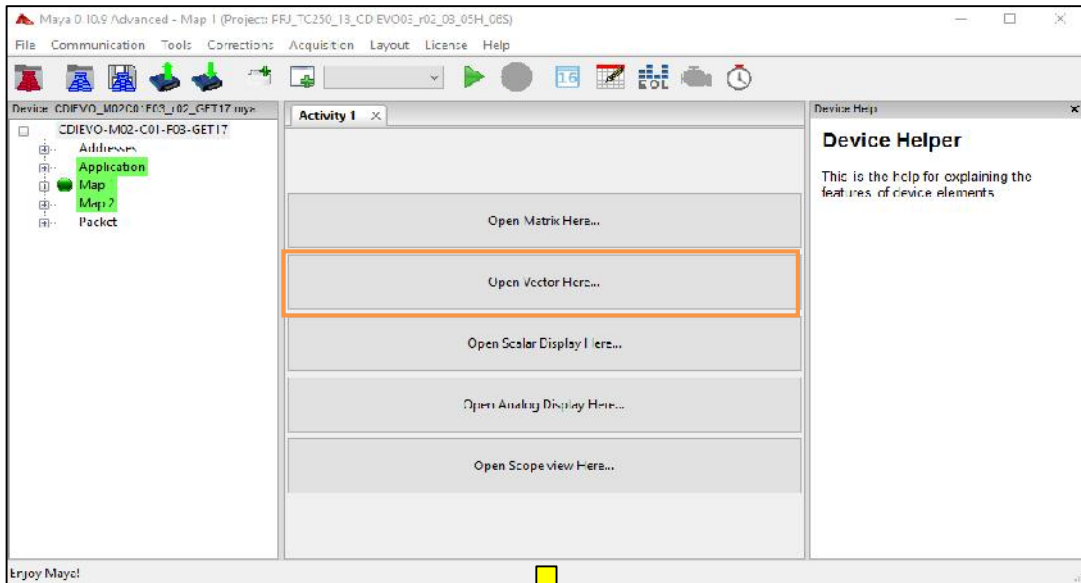 Maya 0.10.9 Advanced - Map 1 (Project: PRJ_TC250_13_CDIEVO03_r02_03_05H_06S)
File Communication Tools Corrections Acquisition Layout License Help
16
EOL
Device CDIEVO_M02C01F03_r02_GET17.mya
CDIEVO-M02-C01-F03-GET17
Addresses
Application
Map
Map 2
Packet
Activity 1
Open Matrix Here...
Open Vector Here...
Open Scalar Display Here...
Open Analog Display Here...
Open Scope view Here...
Device Help
Device Helper
This is the help for explaining the
features of device elements
Enjoy Maya!